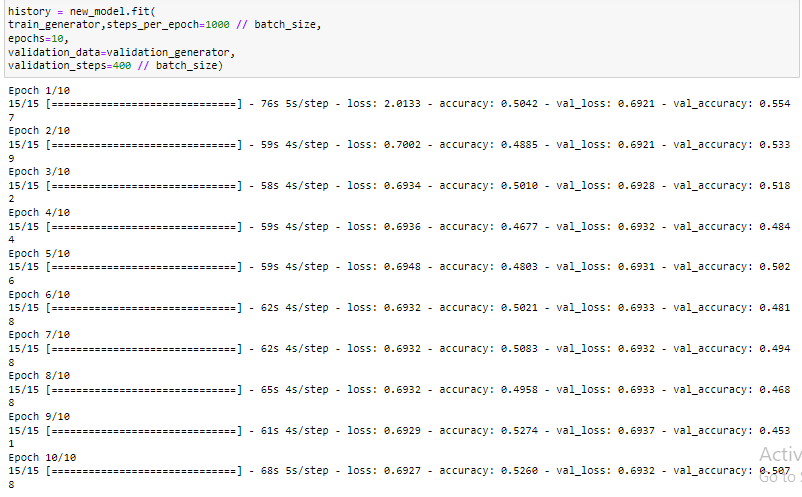 history = new_model.fit(
train_generator,steps_per_epoch=1000 // batch_size,
epochs=10,
validation_data=validation_generator,
validation_steps=400 // batch_size)
Epoch 1/10
15/15 [==============================] - 76s 5s/step - loss: 2.0133 - accuracy: 0.5042 - val_loss: 0.6921 - val_accuracy: 0.554
7
Epoch 2/10
15/15 [==============================] - 59s 4s/step - loss: 0.7002 - accuracy: 0.4885 - val_loss: 0.6921 - val_accuracy: 0.533
9
Epoch 3/10
15/15 [==============================] - 58s 4s/step - loss: 0.6934 - accuracy: 0.5010 - val_loss: 0.6928 - val_accuracy: 0.518
2
Epoch 4/10
15/15 [==============================] - 59s 4s/step - loss: 0.6936 - accuracy: 0.4677 - val_loss: 0.6932 - val_accuracy: 0.484
4
Epoch 5/10
15/15 [==============================] - 59s 4s/step - loss: 0.6948 - accuracy: 0.4803 - val_loss: 0.6931 - val_accuracy: 0.502
6
Epoch 6/10
15/15 [==============================] - 62s 4s/step - loss: 0.6932 - accuracy: 0.5021 - val_loss: 0.6933 - val_accuracy: 0.481
8
Epoch 7/10
15/15 [==============================] - 62s 4s/step - loss: 0.6932 - accuracy: 0.5083 - val_loss: 0.6932 - val_accuracy: 0.494
8
Epoch 8/10
15/15 [==============================] - 65s 4s/step - loss: 0.6932 - accuracy: 0.4958 - val_loss: 0.6933 - val_accuracy: 0.468
8
Epoch 9/10
15/15 [==============================] - 61s 4s/step - loss: 0.6929 - accuracy: 0.5274 - val_loss: 0.6937 - val_accuracy: 0.453
1
Epoch 10/10
Activ
15/15 [==============================] - 68s 5s/step - loss: 0.6927 - accuracy: 0.5260 - val_loss: 0.6932 - val_accuracy: 0.507
Go to S
8